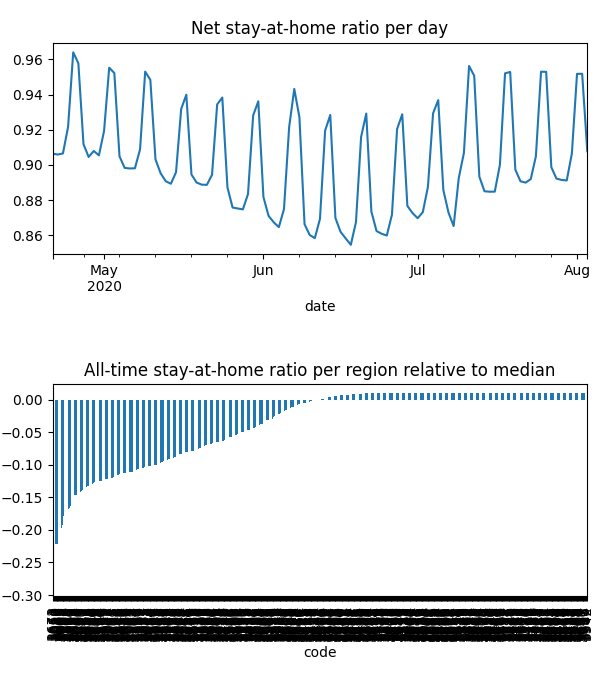 Net stay-at-home ratio per day
0.96
0.94
0.92
0.90
0.88
0.86
May
2020
Jun
Jul
Aug
date
All-time stay-at-home ratio per region relative to median
0.00
−0.05
−0.10
−0.15
−0.20
−0.25
−0.30
code